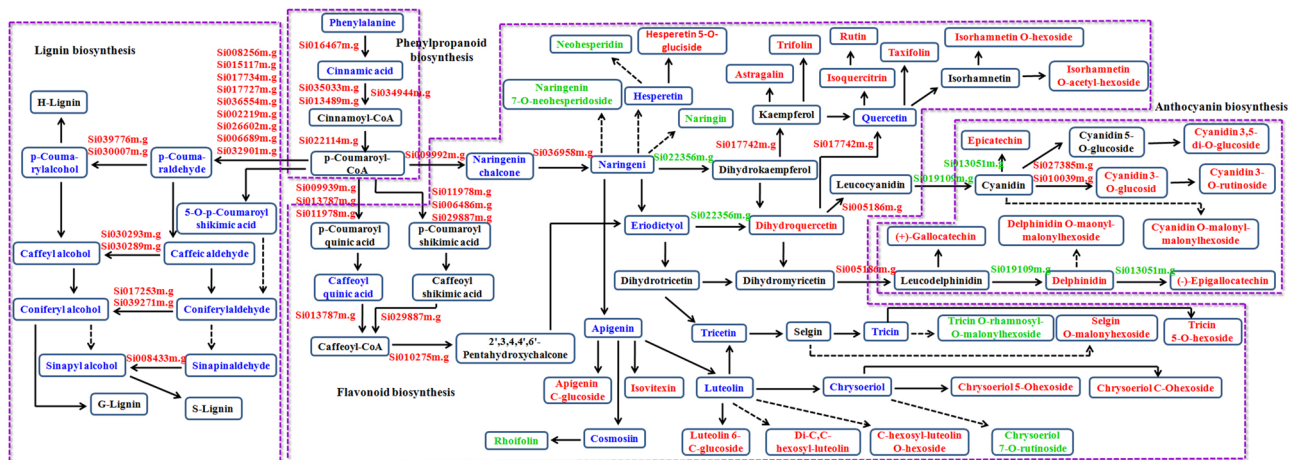 Lignin biosynthesis
Si008256m.g
Si015117m.g
Si017734m.g
Si017727m.g
Si036554m.g
Si002219m.g
Si026602m.g
Si006689m.g
Si032901m.g
H-Lignin
Si039776m.g
Si030007m.g
p-Couma-
rylalcohol
p-Couma-
raldehyde
5-O-p-Coumaroyl
shikimic acid
Si030293m.g
Si030289m.g
Caffeyl alcohol
Caffeic aldehyde
Si017253m.g
Si039271m.g
Coniferyl alcohol
Coniferylaldehyde
Si008433m.g
Sinapyl alcohol
Sinapinaldehyde
G-Lignin
S-Lignin
Phenylpropanoid
biosynthesis
Phenylalanine
Si016467m.g
Cinnamic acid
Si035033m.g
Si013489m.g
Si034944m.g
Cinnamoyl-CoA
Si022114m.g
p-Coumaroyl-
CoA
Si009992m.g
Si009939m.g
Si013787m.g
Si011978m.g
Si011978m.g
Si006486m.g
Si029887m.g
p-Coumaroyl
quinic acid
p-Coumaroyl
shikimic acid
Caffeoyl
quinic acid
Caffeoyl
shikimic acid
Si013787m.g
Si029887m.g
Caffeoyl-CoA
Si010275m.g
2',3,4,4',6'-
Pentahydroxychalcone
Flavonoid biosynthesis
Neohesperidin
Hesperetin 5-O-
gluciside
Naringenin
7-O-neohesperidoside
Hesperetin
Naringin
Naringenin
chalcone
Si036958m.g
Naringeni
Si022356m.g
Dihydrokaempferol
Si017742m.g
Astragalin
Trifolin
Kaempferol
Rutin
Isoquercitrin
Taxifolin
Quercetin
Si017742m.g
Isorhamnetin O-hexoside
Isorhamnetin
Isorhamnetin
O-acetyl-hexoside
Eriodictyol
Si022356m.g
Dihydroquercetin
Si005186m.g
Leucocyanidin
Dihydrotricetin
Dihydromyricetin
Si005186m.g
Anthocyanin biosynthesis
Epicatechin
Si013051m.g
Si019109m.g
Cyanidin
Cyanidin 5-
O-glucoside
Cyanidin 3,5-
di-O-glucoside
Si027385m.g
Si010039m.g
Cyanidin 3-
O-glucosid
Cyanidin 3-
O-rutinoside
Cyanidin O-malonyl-
malonylhexoside
(+)-Gallocatechin
Delphinidin O-maonyl-
malonylhexoside
Leucodelphinidin
Si019109m.g
Delphinidin
Si013051m.g
(-)-Epigallocatechin
Apigenin
Tricetin
Selgin
Tricin
Tricin O-rhamnosyl-
O-malonylhexoside
Selgin
O-malonyhexoside
Tricin
5-O-hexoside
Apigenin
C-glucoside
Isovitexin
Luteolin
Chrysoeriol
Chrysoeriol 5-Ohexoside
Chrysoeriol C-Ohexoside
Rhoifolin
Cosmosiin
Luteolin 6-
C-glucoside
Di-C,C-
hexosyl-luteolin
C-hexosyl-luteolin
O-hexoside
Chrysoeriol
7-O-rutinoside